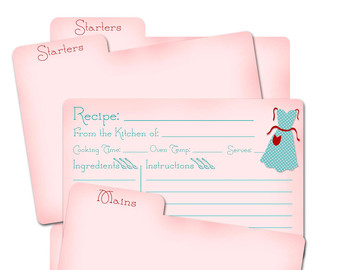 Starters
Starters
Recipe:
From the Kitchen of:
Cooking Time: Oven Temp: Serves:
Ingredients Instructions
Mains